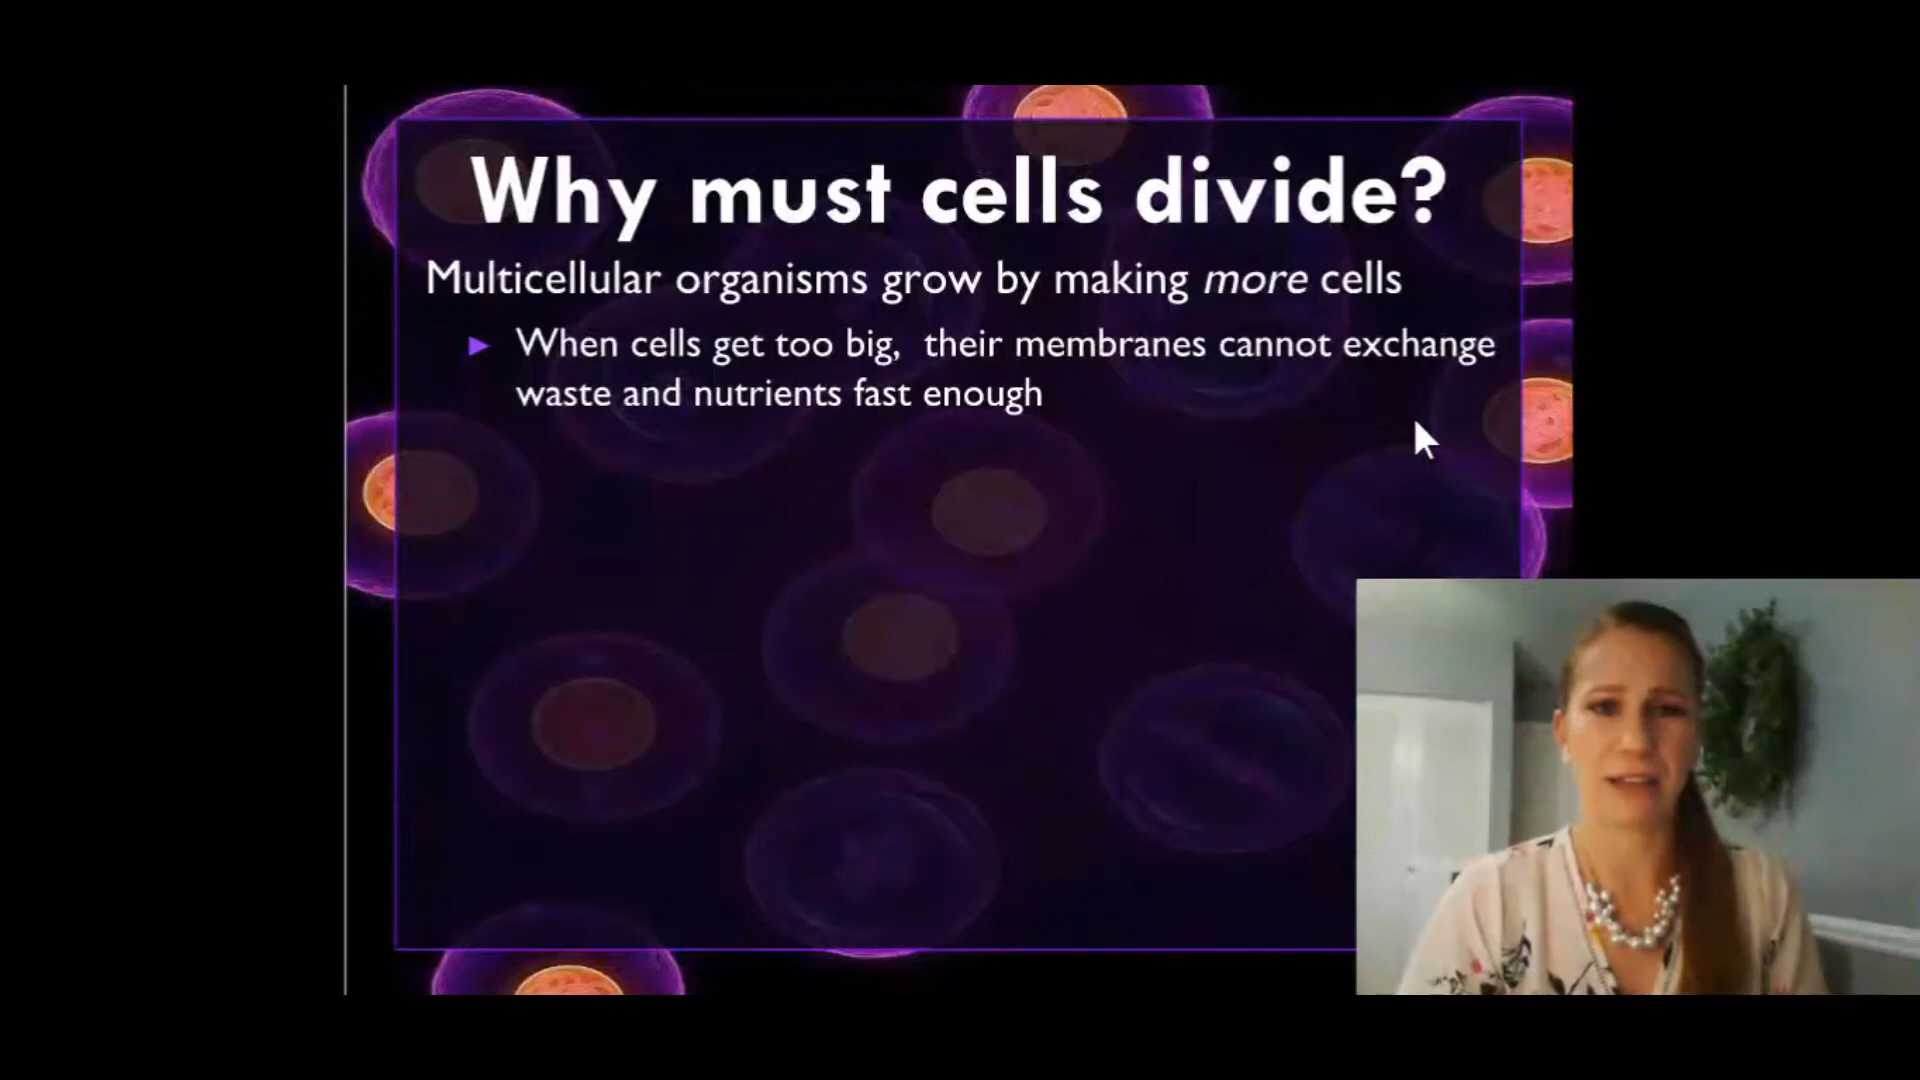 Why must cells divide?
Multicellular organisms grow by making more cells
When cells get too big, their membranes cannot exchange
waste and nutrients fast enough